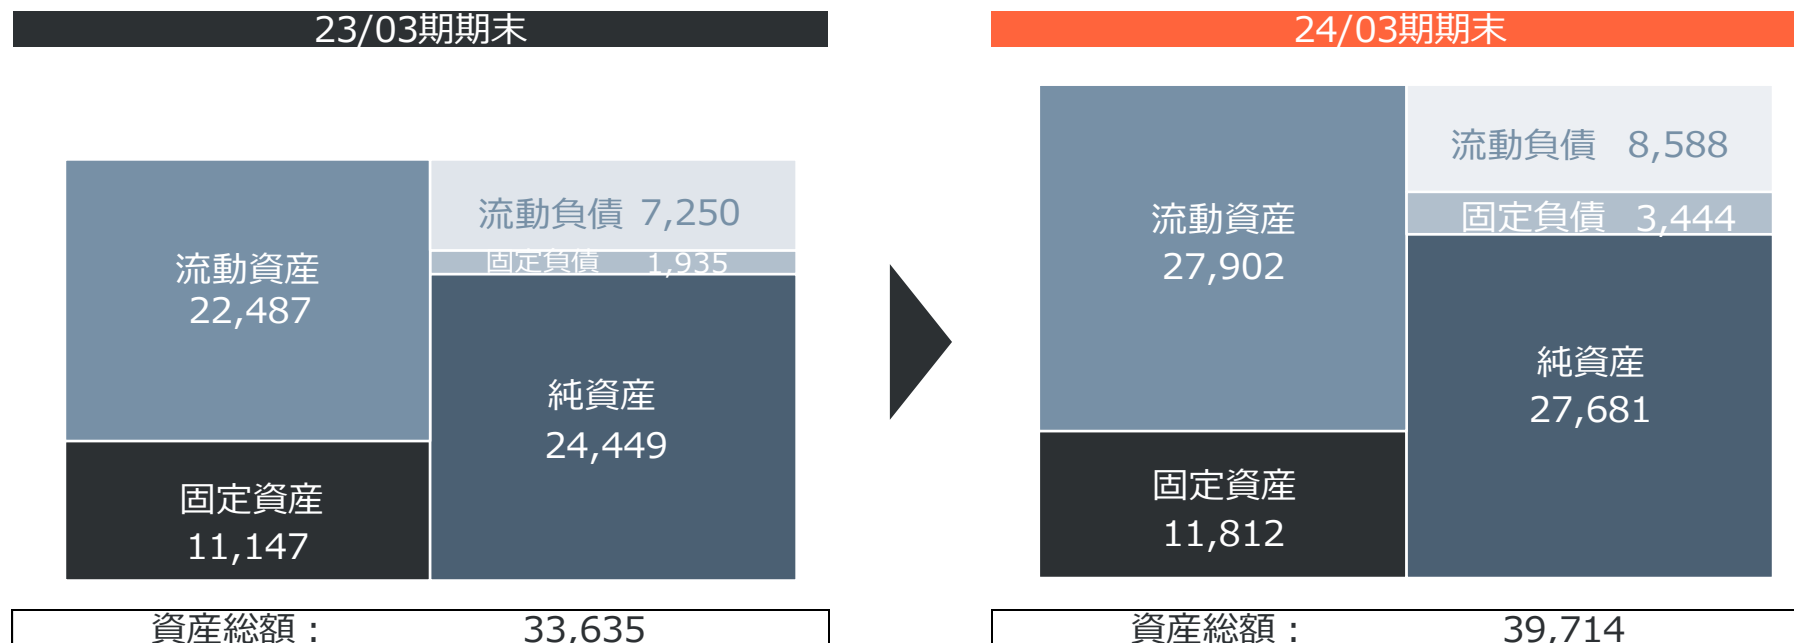 23/03期期末
流動資産
22,487
固定資産
11,147
流動負債 7,250
固定負債 1,935
純資産
24,449
資産総額： 33,635
24/03期期末
流動資産
27,902
固定資産
11,812
流動負債 8,588
固定負債 3,444
純資産
27,681
資産総額： 39,714